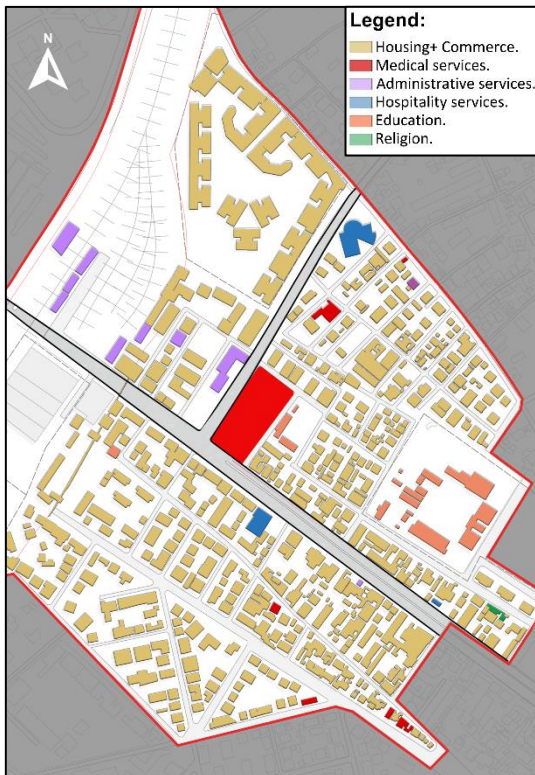 Legend:
Housing+ Commerce.
Medical services.
Administrative services.
Hospitality services.
Education.
Religion.
N